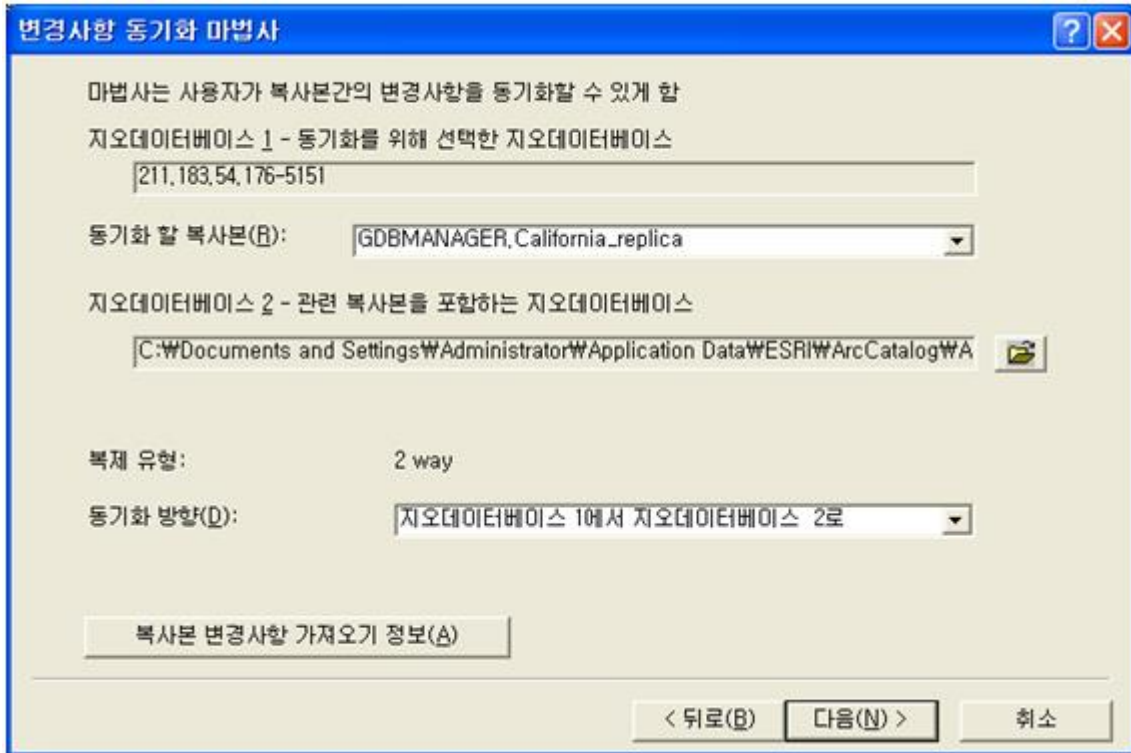 변경사항 동기화 마법사
마법사는 사용자가 복사본간의 변경사항을 동기화할 수 있게 함
지오데이터베이스 1 - 동기화를 위해 선택한 지오데이터베이스
211,183,54,176-5151
동기화 할 복사본(R): GDBMANAGER,California_replica
지오데이터베이스 2 - 관련 복사본을 포함하는 지오데이터베이스
C:₩Documents and Settings₩Administrator₩Application Data₩ESRI₩ArcCatalog₩A
복제 유형: 2 way
동기화 방향(D): 지오데이터베이스 1에서 지오데이터베이스 2로
복사본 변경사항 가져오기 정보(A)
< 뒤로(B) 다음(N) > 취소